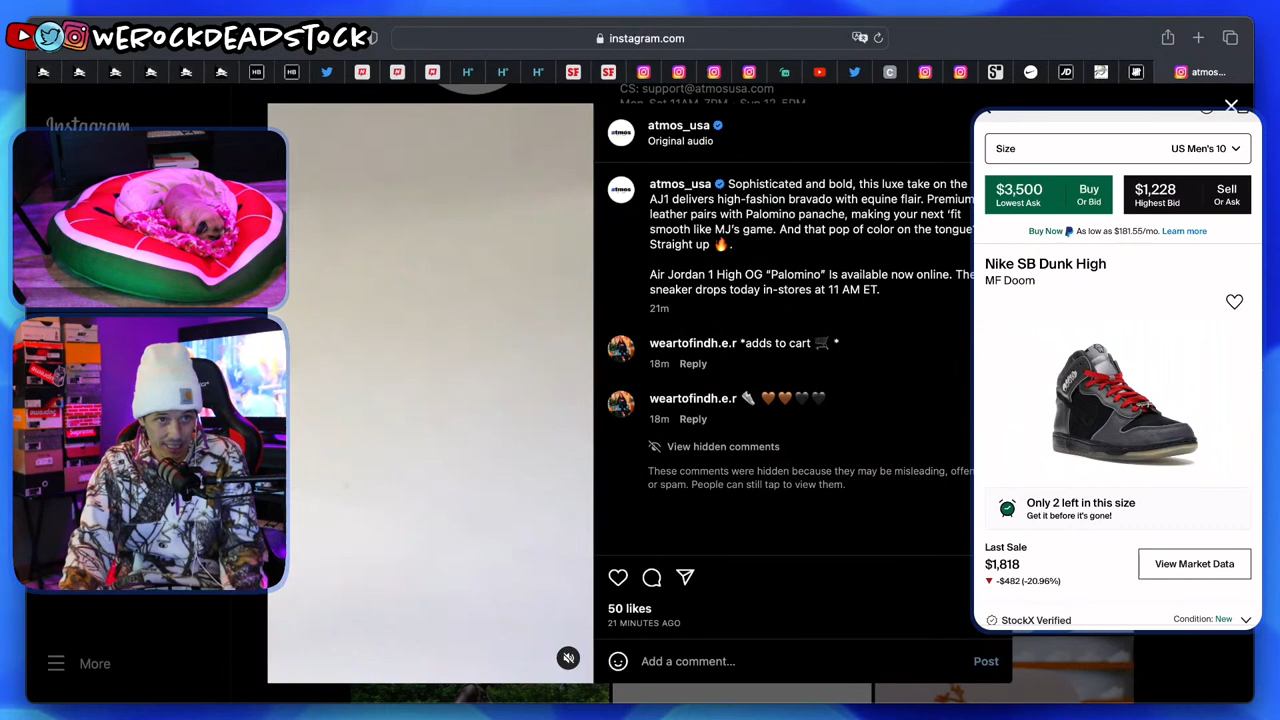 WEROCKDEADSTOCK
instagram.com
atmos...
CS: support@atmosusa.com
Mon-Sat 11AM-7PM • Sun 12-5PM
Instagram
atmos_usa
Original audio
atmos_usa Sophisticated and bold, this luxe take on the
AJ1 delivers high-fashion bravado with equine flair. Premium
leather pairs with Palomino panache, making your next 'fit
smooth like MJ's game. And that pop of color on the tongue?
Straight up 🔥.
Air Jordan 1 High OG “Palomino” Is available now online. The
sneaker drops today in-stores at 11 AM ET.
21m
weartofindh.e.r *adds to cart 🛒 *
18m Reply
weartofindh.e.r 👟 🤎🤎🖤🖤
18m Reply
View hidden comments
These comments were hidden because they may be misleading, offen
or spam. People can still tap to view them.
50 likes
21 MINUTES AGO
Add a comment...
Post
More
Size
US Men's 10
$3,500
Lowest Ask
Buy
Or Bid
$1,228
Highest Bid
Sell
Or Ask
Buy Now As low as $181.55/mo. Learn more
Nike SB Dunk High
MF Doom
Only 2 left in this size
Get it before it's gone!
Last Sale
$1,818
-$482 (-20.96%)
View Market Data
StockX Verified
Condition: New